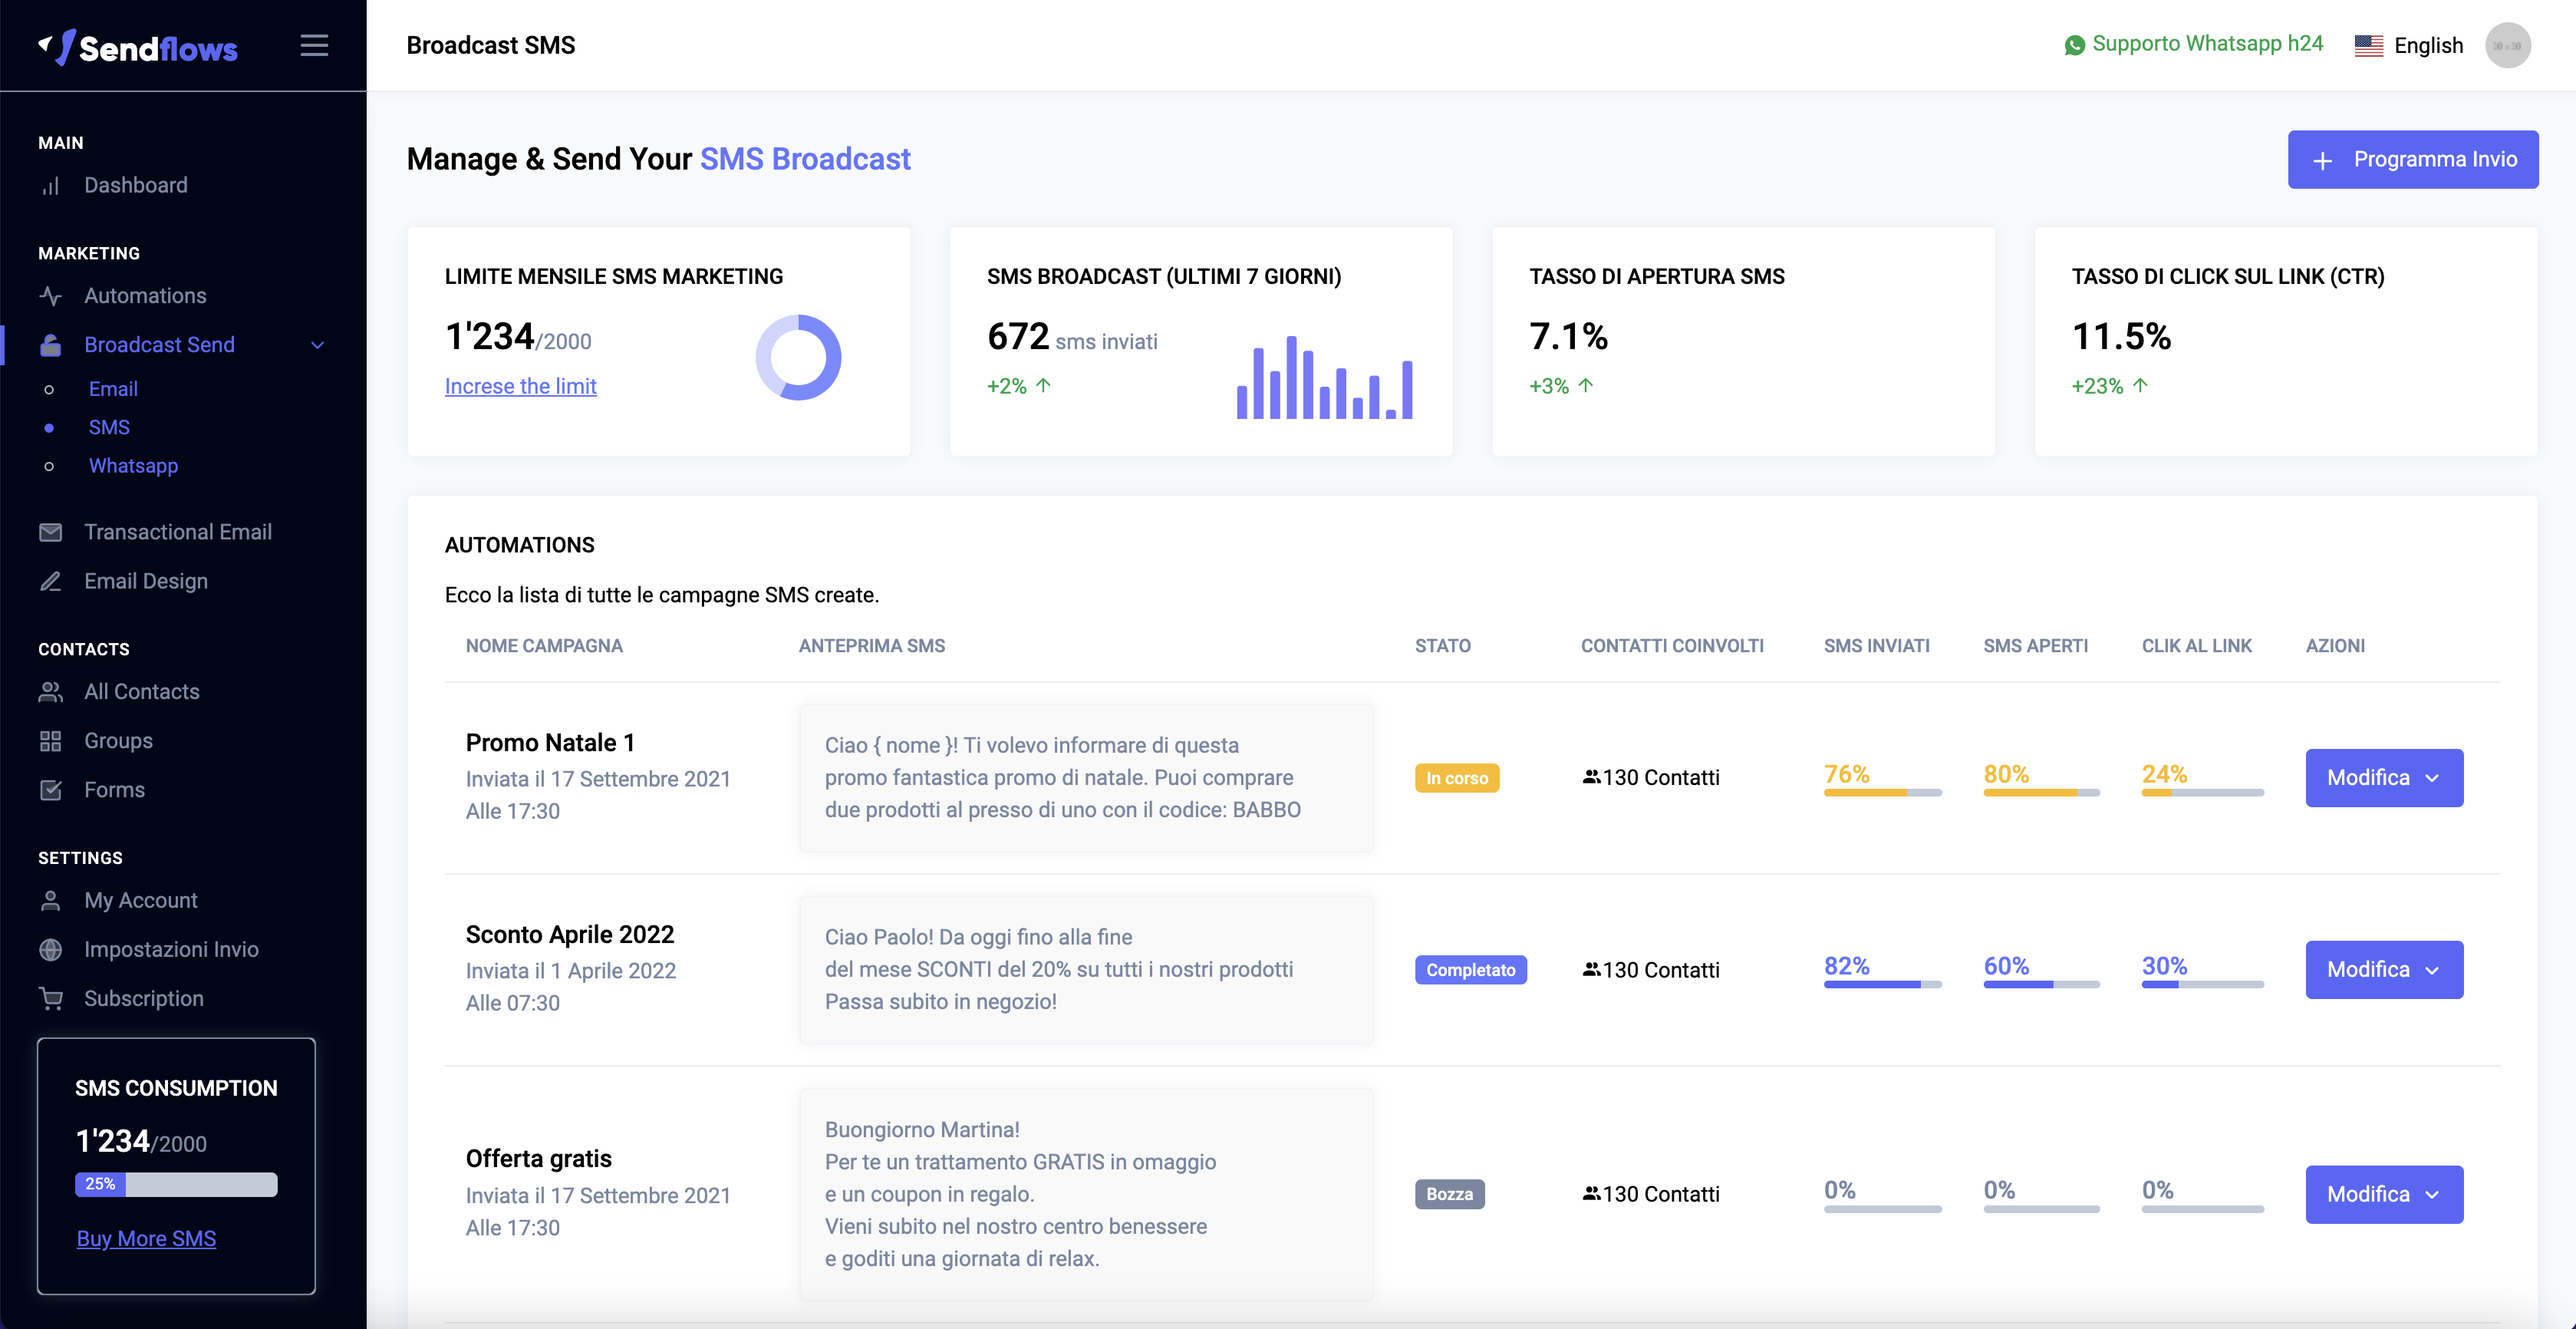 Sendflows
Broadcast SMS
Supporto Whatsapp h24
English
MAIN
Dashboard
MARKETING
Automations
Broadcast Send
Email
SMS
Whatsapp
Transactional Email
Email Design
CONTACTS
All Contacts
Groups
Forms
SETTINGS
My Account
Impostazioni Invio
Subscription
SMS CONSUMPTION
1'234/2000
25%
Buy More SMS
Manage & Send Your SMS Broadcast
Programma Invio
LIMITE MENSILE SMS MARKETING
1'234/2000
Increse the limit
SMS BROADCAST (ULTIMI 7 GIORNI)
672 sms inviati
+2%
TASSO DI APERTURA SMS
7.1%
+3%
TASSO DI CLICK SUL LINK (CTR)
11.5%
+23%
AUTOMATIONS
Ecco la lista di tutte le campagne SMS create.
NOME CAMPAGNA ANTEPRIMA SMS STATO CONTATTI COINVOLTI SMS INVIATI SMS APERTI CLIK AL LINK AZIONI
Promo Natale 1
Inviata il 17 Settembre 2021
Alle 17:30
Ciao { nome }! Ti volevo informare di questa
promo fantastica promo di natale. Puoi comprare
due prodotti al presso di uno con il codice: BABBO
In corso
130 Contatti
76%
80%
24%
Modifica
Sconto Aprile 2022
Inviata il 1 Aprile 2022
Alle 07:30
Ciao Paolo! Da oggi fino alla fine
del mese SCONTI del 20% su tutti i nostri prodotti
Passa subito in negozio!
Completato
130 Contatti
82%
60%
30%
Modifica
Offerta gratis
Inviata il 17 Settembre 2021
Alle 17:30
Buongiorno Martina!
Per te un trattamento GRATIS in omaggio
e un coupon in regalo.
Vieni subito nel nostro centro benessere
e goditi una giornata di relax.
Bozza
130 Contatti
0%
0%
0%
Modifica